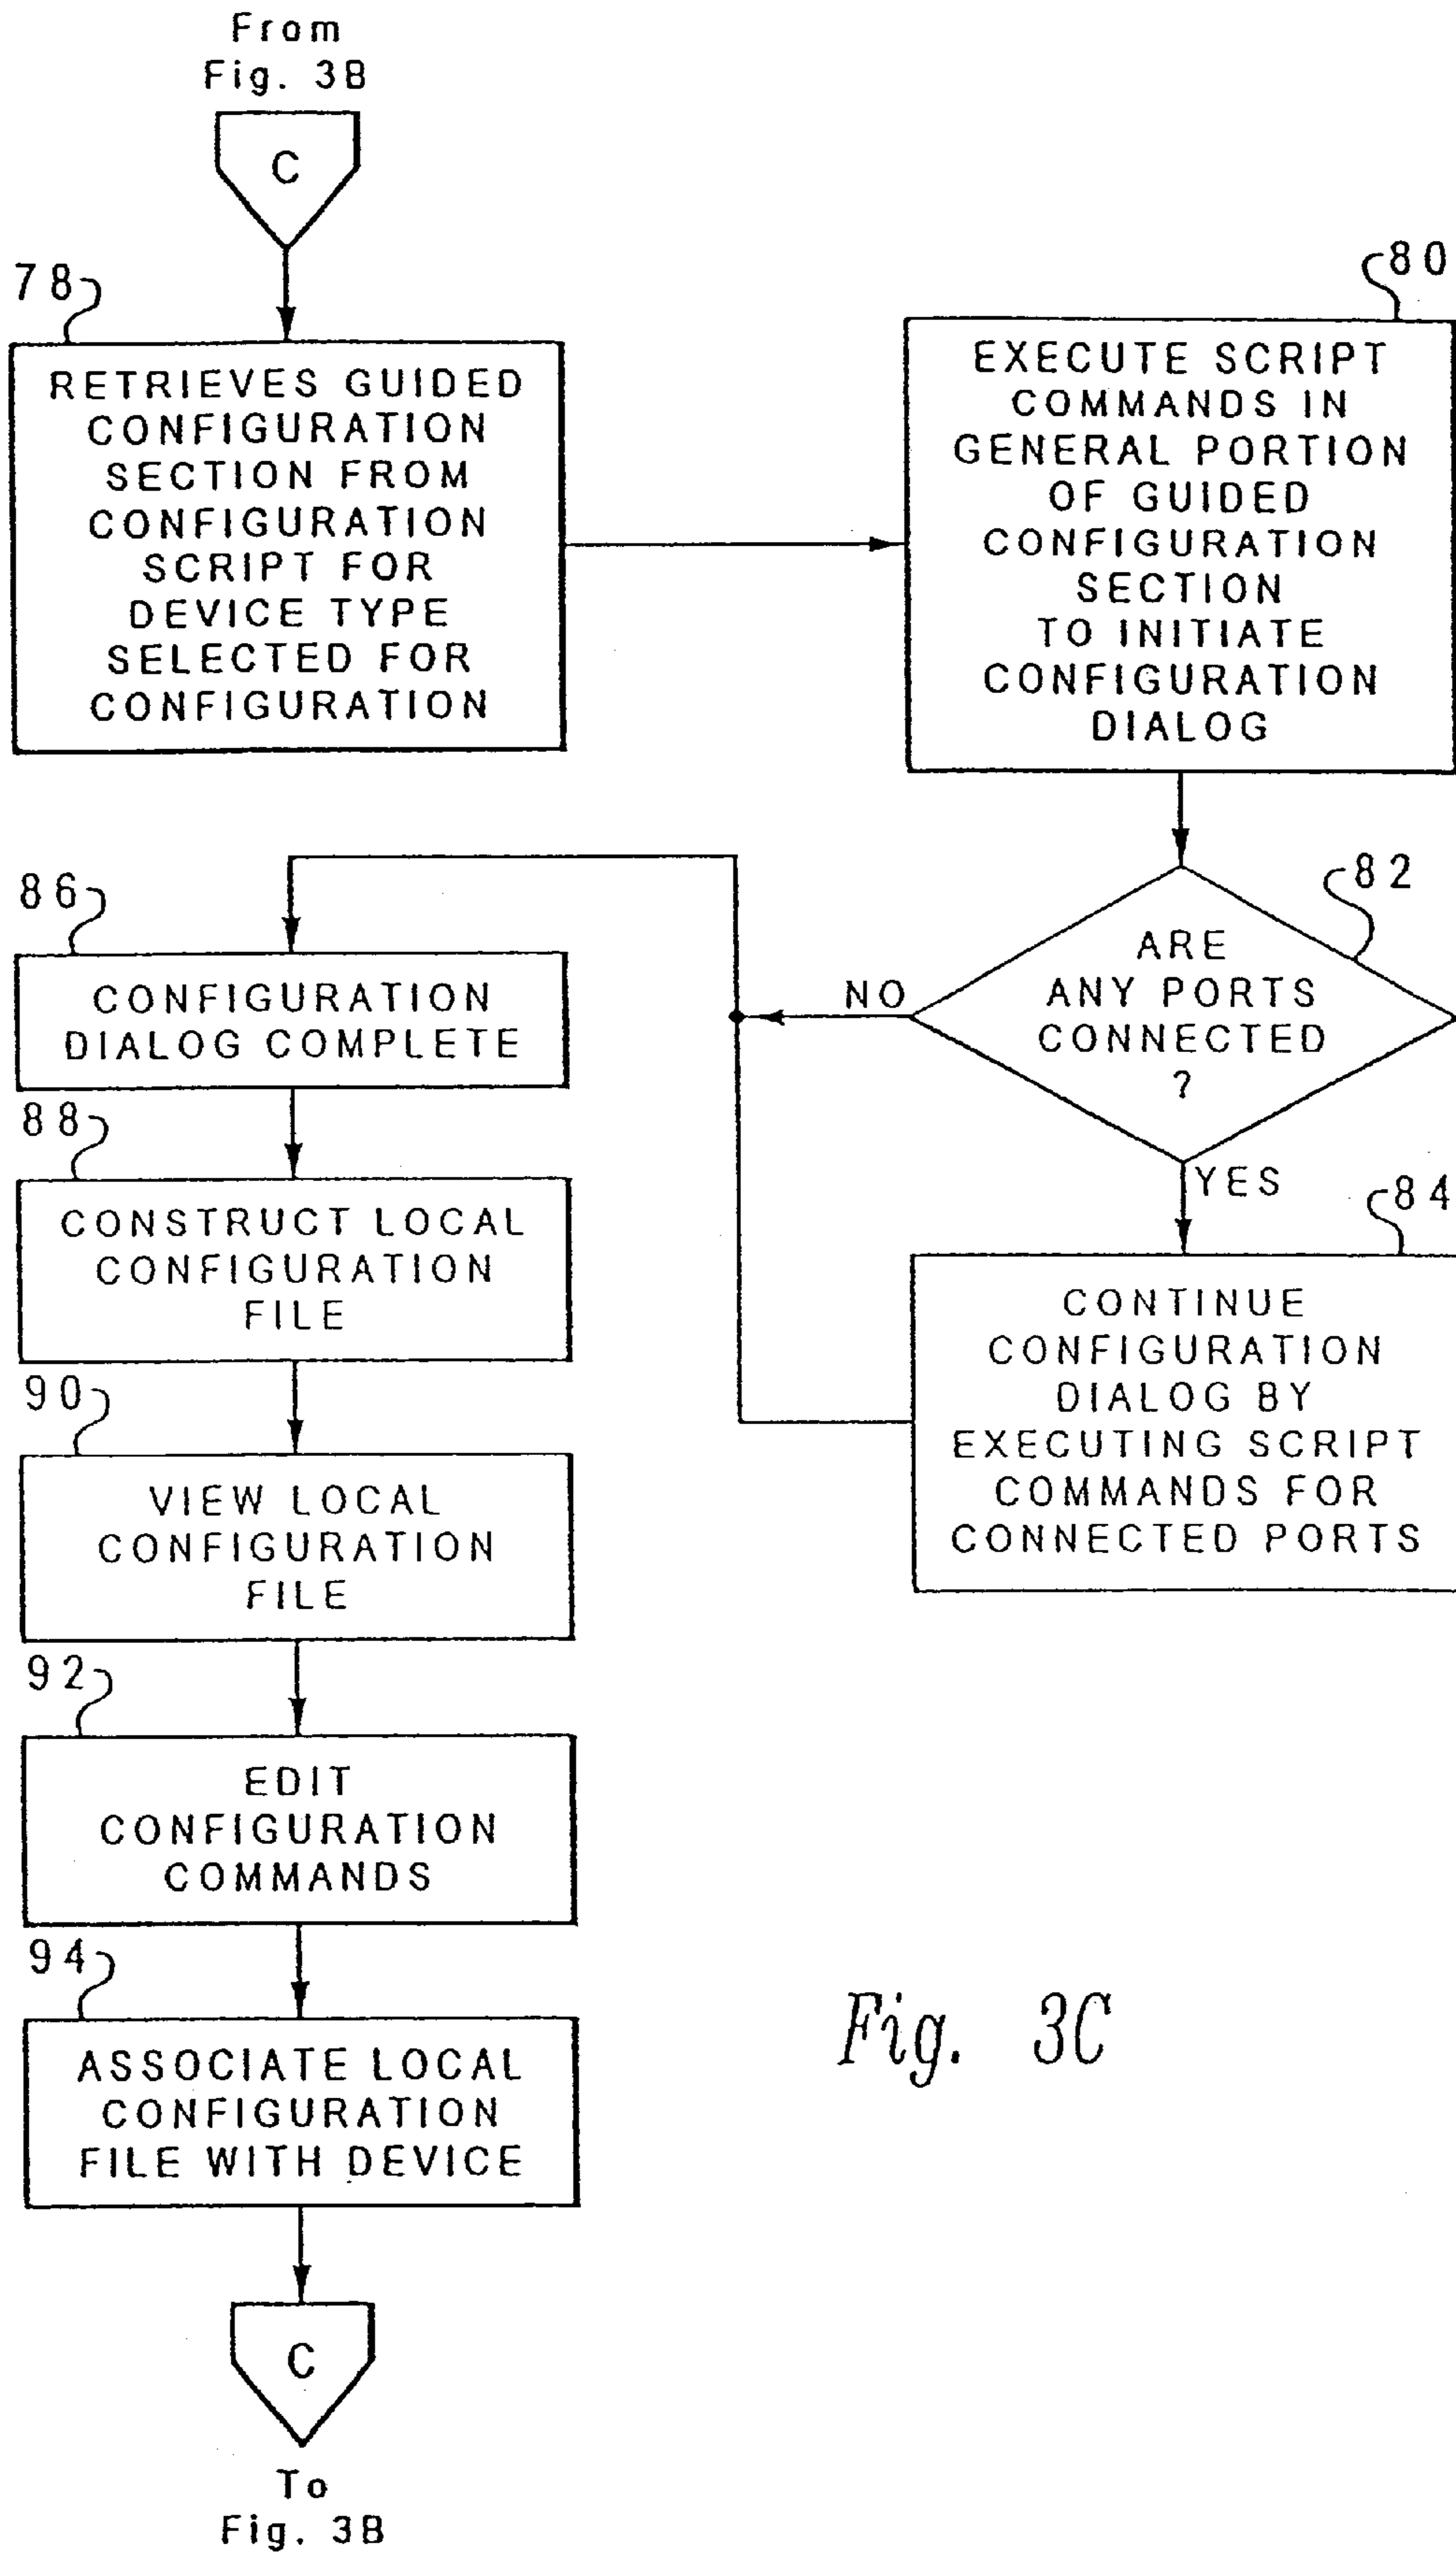 From
Fig. 3B
C
78
RETRIEVES GUIDED
CONFIGURATION
SECTION FROM
CONFIGURATION
SCRIPT FOR
DEVICE TYPE
SELECTED FOR
CONFIGURATION
80
EXECUTE SCRIPT
COMMANDS IN
GENERAL PORTION
OF GUIDED
CONFIGURATION
SECTION
TO INITIATE
CONFIGURATION
DIALOG
82
ARE
ANY PORTS
CONNECTED
?
NO
YES
84
CONTINUE
CONFIGURATION
DIALOG BY
EXECUTING SCRIPT
COMMANDS FOR
CONNECTED PORTS
86
CONFIGURATION
DIALOG COMPLETE
88
CONSTRUCT LOCAL
CONFIGURATION
FILE
90
VIEW LOCAL
CONFIGURATION
FILE
92
EDIT
CONFIGURATION
COMMANDS
94
ASSOCIATE LOCAL
CONFIGURATION
FILE WITH DEVICE
C
To
Fig. 3B
Fig. 3C